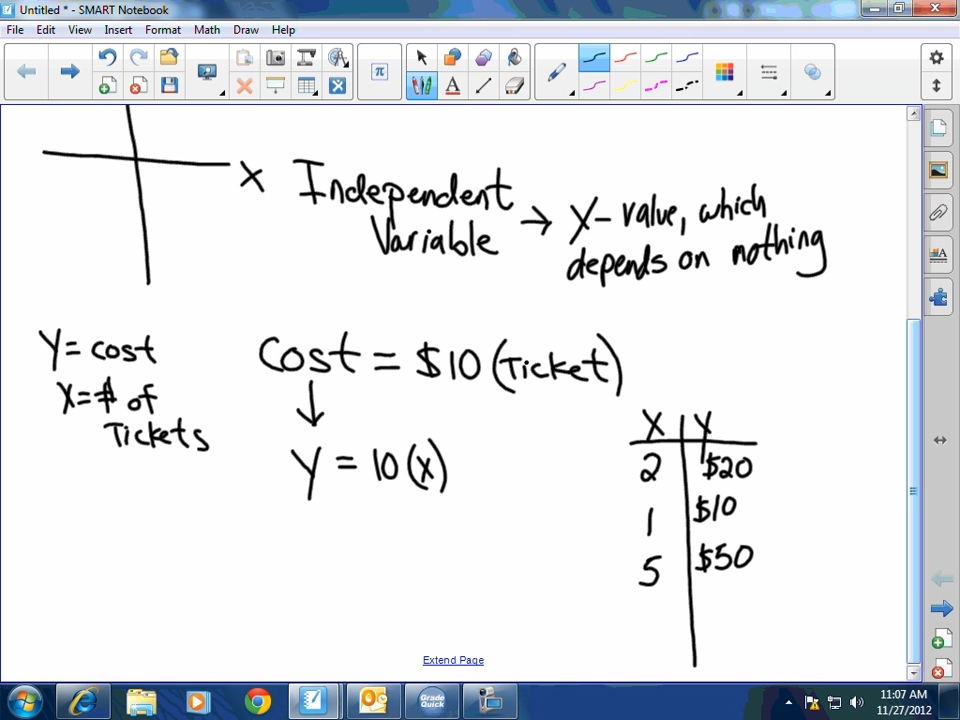 Untitled * - SMART Notebook
File Edit View Insert Format Math Draw Help
π
A
X Independent
Variable → X- value, which
depends on nothing
Y = cost
X = # of
Tickets
Cost = $10 (Ticket)
↓
Y = 10 (x)
X Y
2 $20
1 $10
5 $50
Extend Page
Grade Quick
11:07 AM
11/27/2012